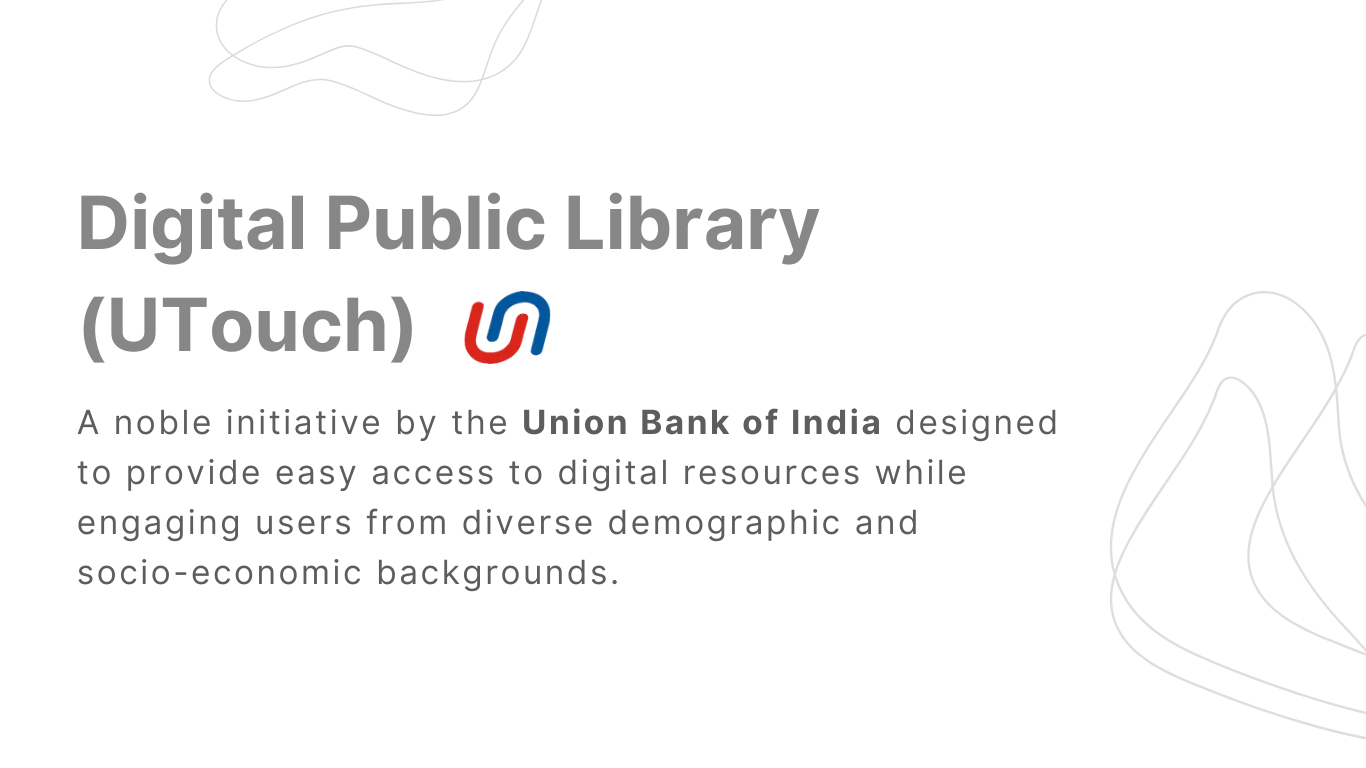 Digital Public Library
(UTouch)
A noble initiative by the Union Bank of India designed
to provide easy access to digital resources while
engaging users from diverse demographic and
socio-economic backgrounds.